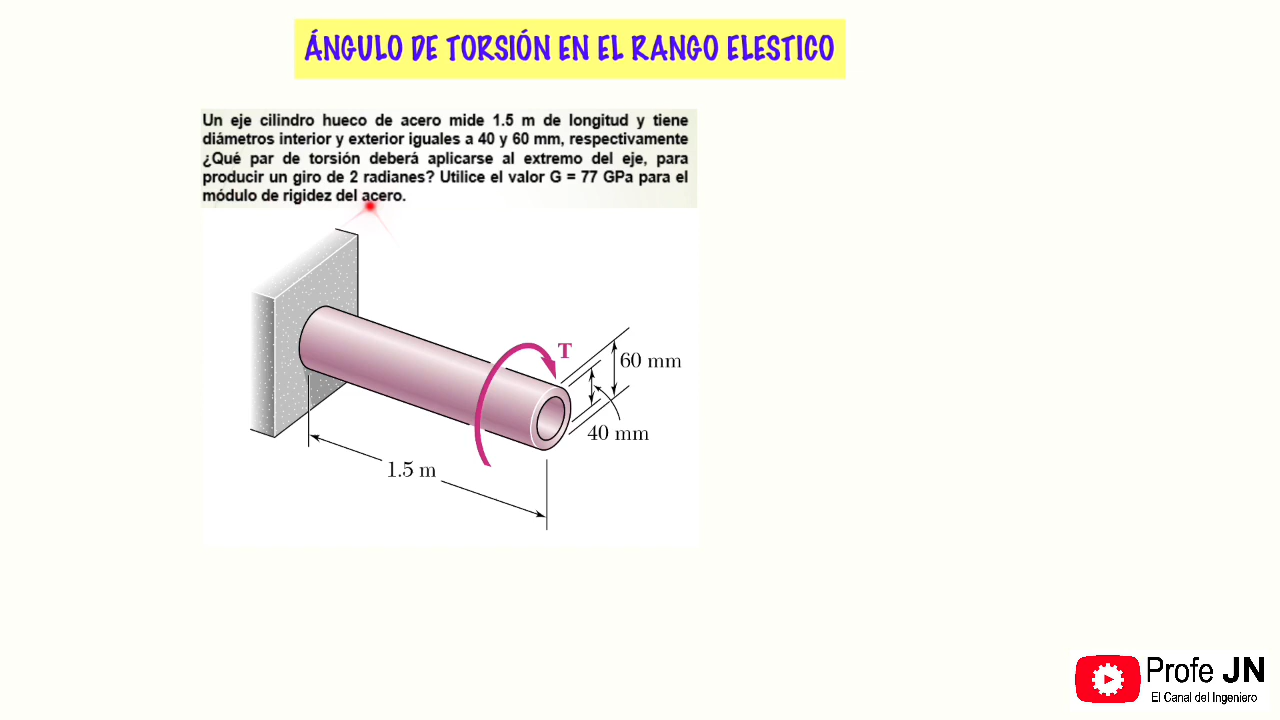 ÁNGULO DE TORSIÓN EN EL RANGO ELESTICO
Un eje cilindro hueco de acero mide 1.5 m de longitud y tiene
diámetros interior y exterior iguales a 40 y 60 mm, respectivamente
¿Qué par de torsión deberá aplicarse al extremo del eje, para
producir un giro de 2 radianes? Utilice el valor G = 77 GPa para el
módulo de rigidez del acero.
T
60 mm
40 mm
1.5 m
Profe JN
El Canal del Ingeniero